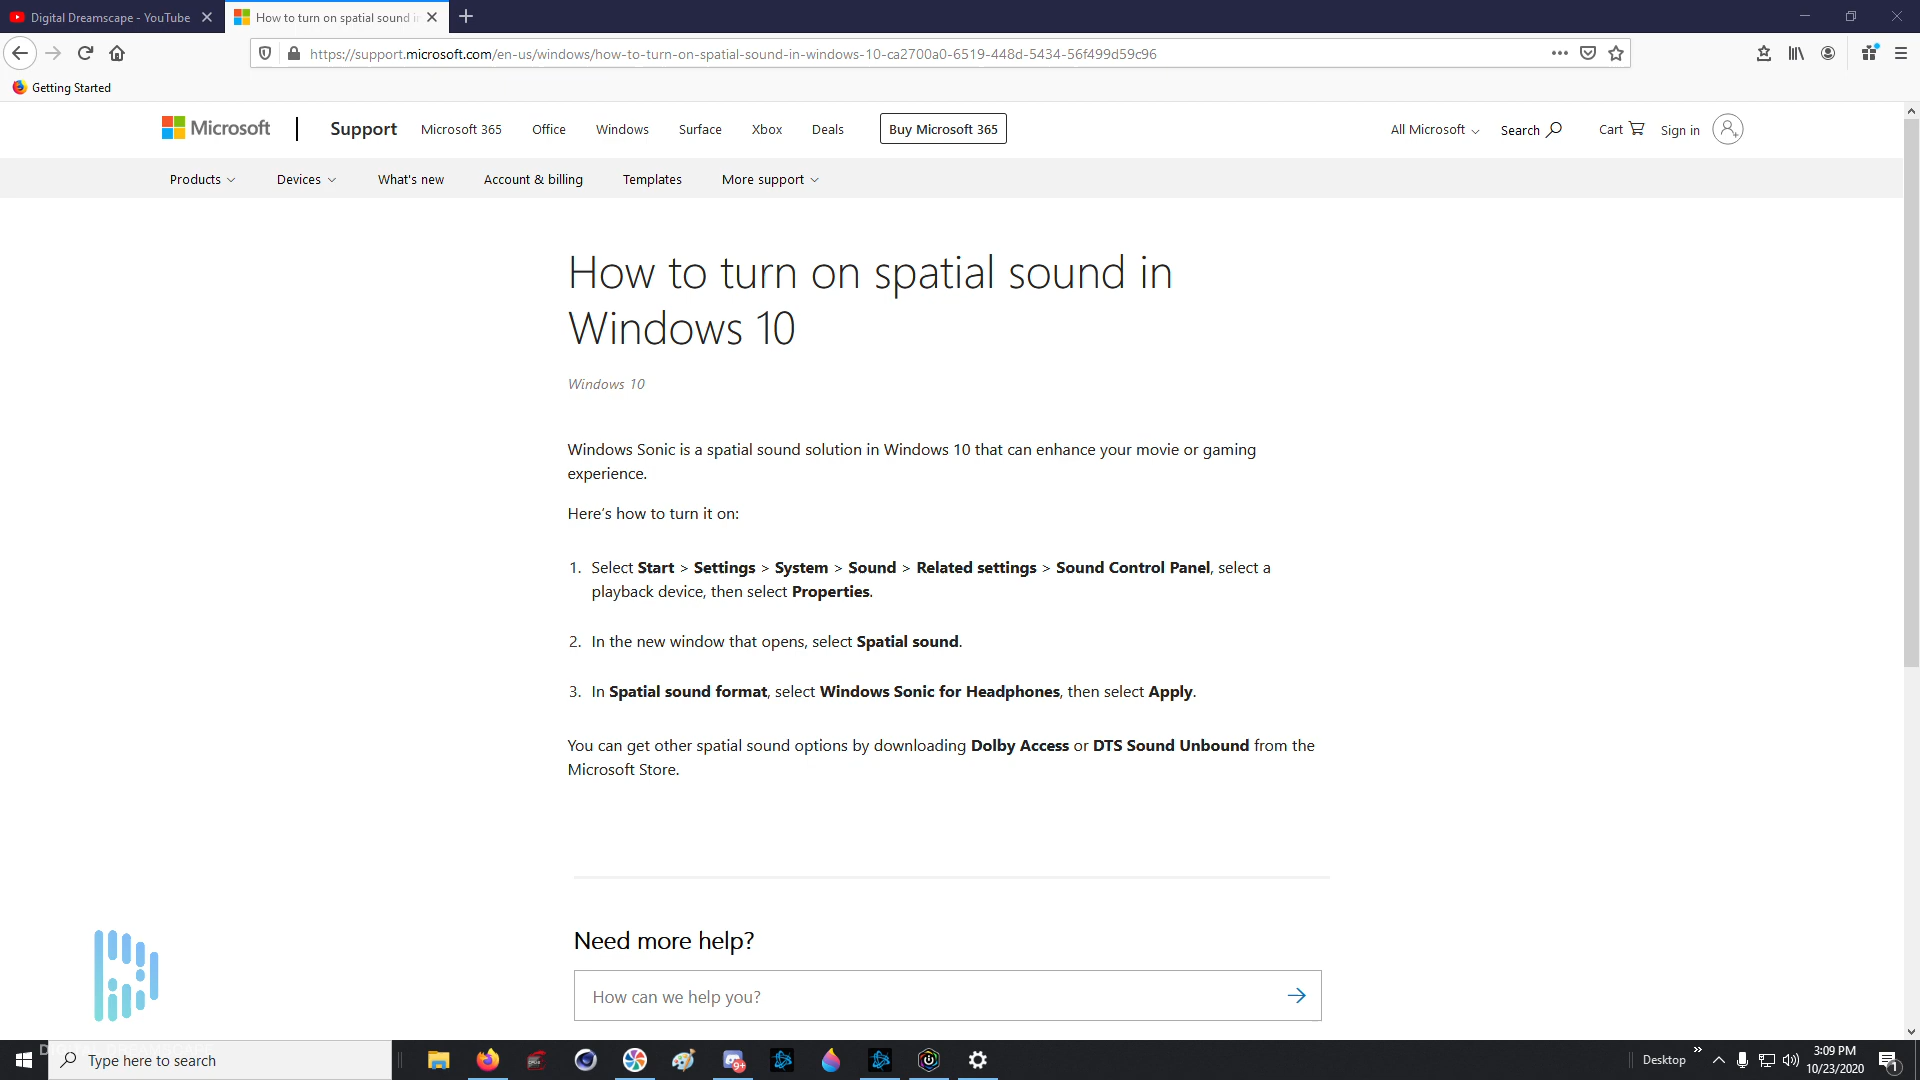 Digital Dreamscape - YouTube
How to turn on spatial sound in
https://support.microsoft.com/en-us/windows/how-to-turn-on-spatial-sound-in-windows-10-ca2700a0-6519-448d-5434-56f499d59c96
Getting Started
Microsoft
Support
Microsoft 365
Office
Windows
Surface
Xbox
Deals
Buy Microsoft 365
All Microsoft
Search
Cart
Sign in
Products
Devices
What's new
Account & billing
Templates
More support
How to turn on spatial sound in
Windows 10
Windows 10
Windows Sonic is a spatial sound solution in Windows 10 that can enhance your movie or gaming
experience.
Here's how to turn it on:
1. Select Start > Settings > System > Sound > Related settings > Sound Control Panel, select a
playback device, then select Properties.
2. In the new window that opens, select Spatial sound.
3. In Spatial sound format, select Windows Sonic for Headphones, then select Apply.
You can get other spatial sound options by downloading Dolby Access or DTS Sound Unbound from the
Microsoft Store.
Need more help?
How can we help you?
Type here to search
9+
Desktop
3:09 PM
10/23/2020
1